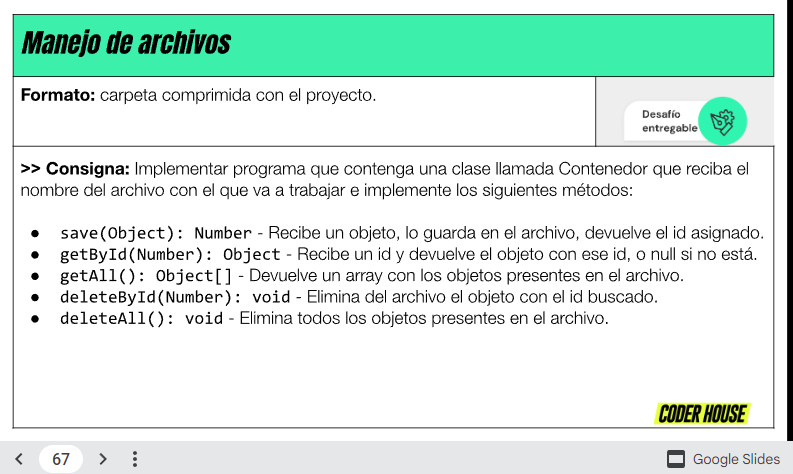 Manejo de archivos
Formato: carpeta comprimida con el proyecto.
Desafío
entregable
>> Consigna: Implementar programa que contenga una clase llamada Contenedor que reciba el
nombre del archivo con el que va a trabajar e implemente los siguientes métodos:
● save(Object): Number - Recibe un objeto, lo guarda en el archivo, devuelve el id asignado.
● getById(Number): Object - Recibe un id y devuelve el objeto con ese id, o null si no está.
● getAll(): Object[] - Devuelve un array con los objetos presentes en el archivo.
● deleteById(Number): void - Elimina del archivo el objeto con el id buscado.
● deleteAll(): void - Elimina todos los objetos presentes en el archivo.
CODER HOUSE
67
Google Slides